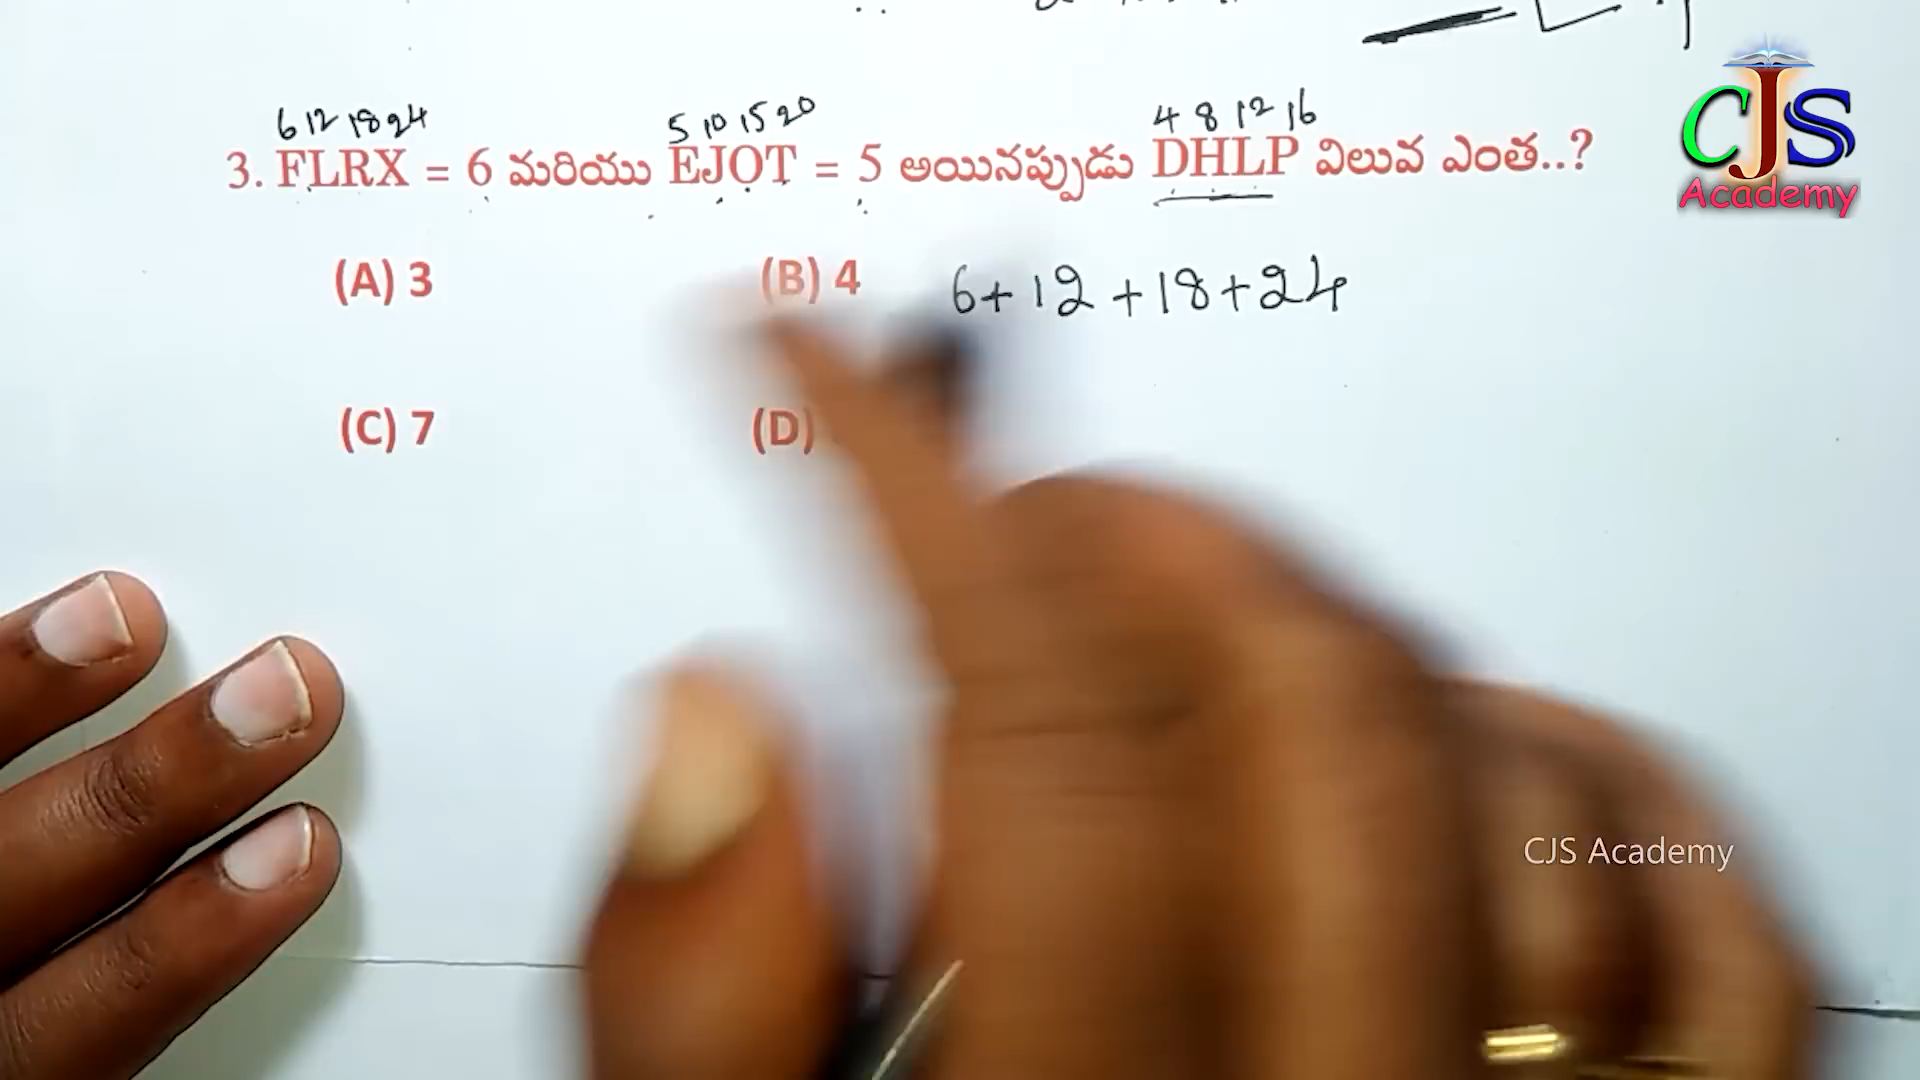 CJS
Academy
6 12 18 24 5 10 15 20 4 8 12 16
3. FLRX = 6 మరియు EJOT = 5 అయినప్పుడు DHLP విలువ ఎంత..?
(A) 3 (B) 4 6+12+18+24
(C) 7 (D)
CJS Academy